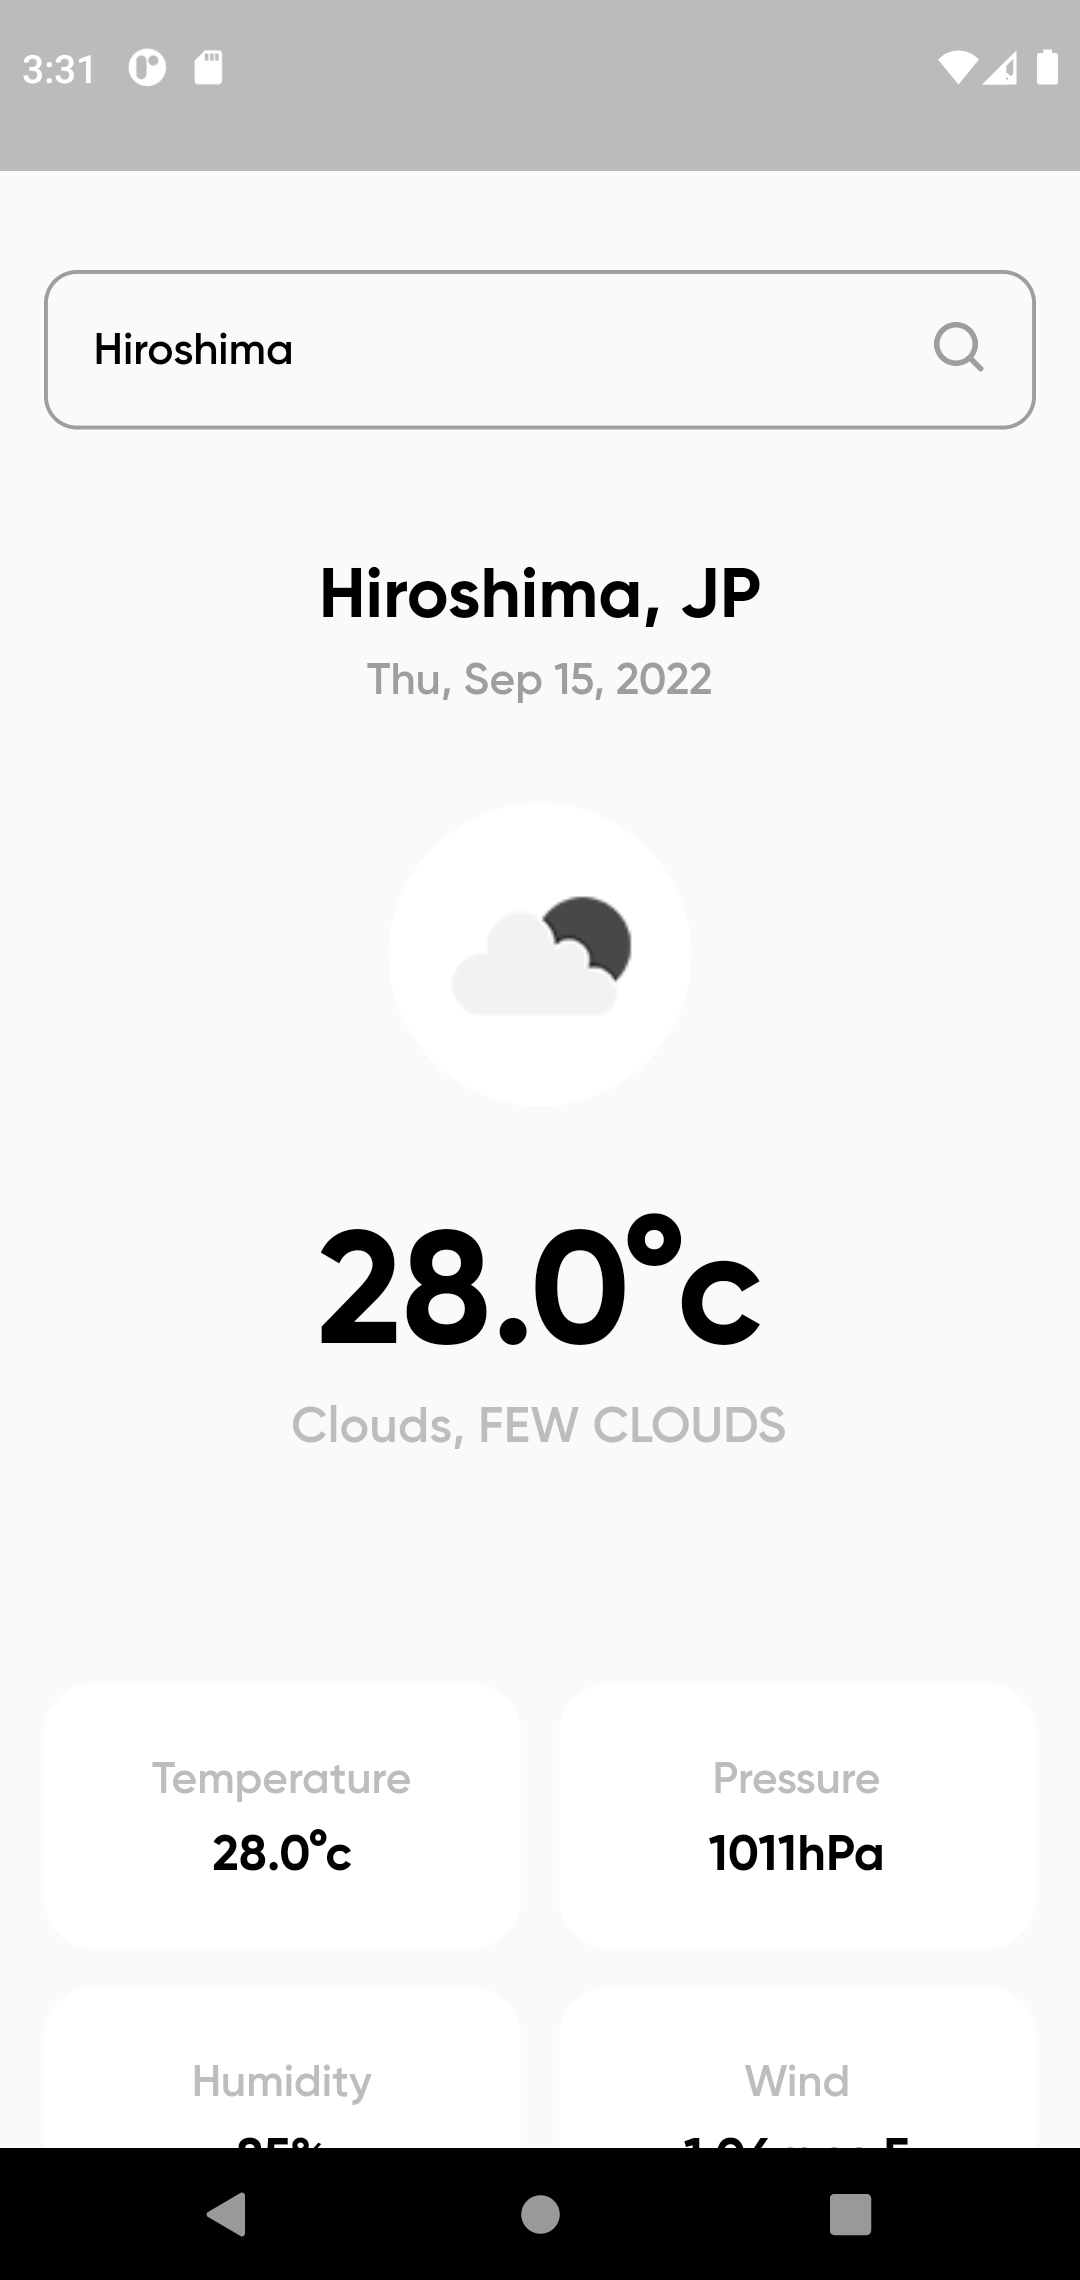 3:31
Hiroshima
Hiroshima, JP
Thu, Sep 15, 2022
28.0°c
Clouds, FEW CLOUDS
Temperature
28.0°c
Pressure
1011hPa
Humidity
Wind